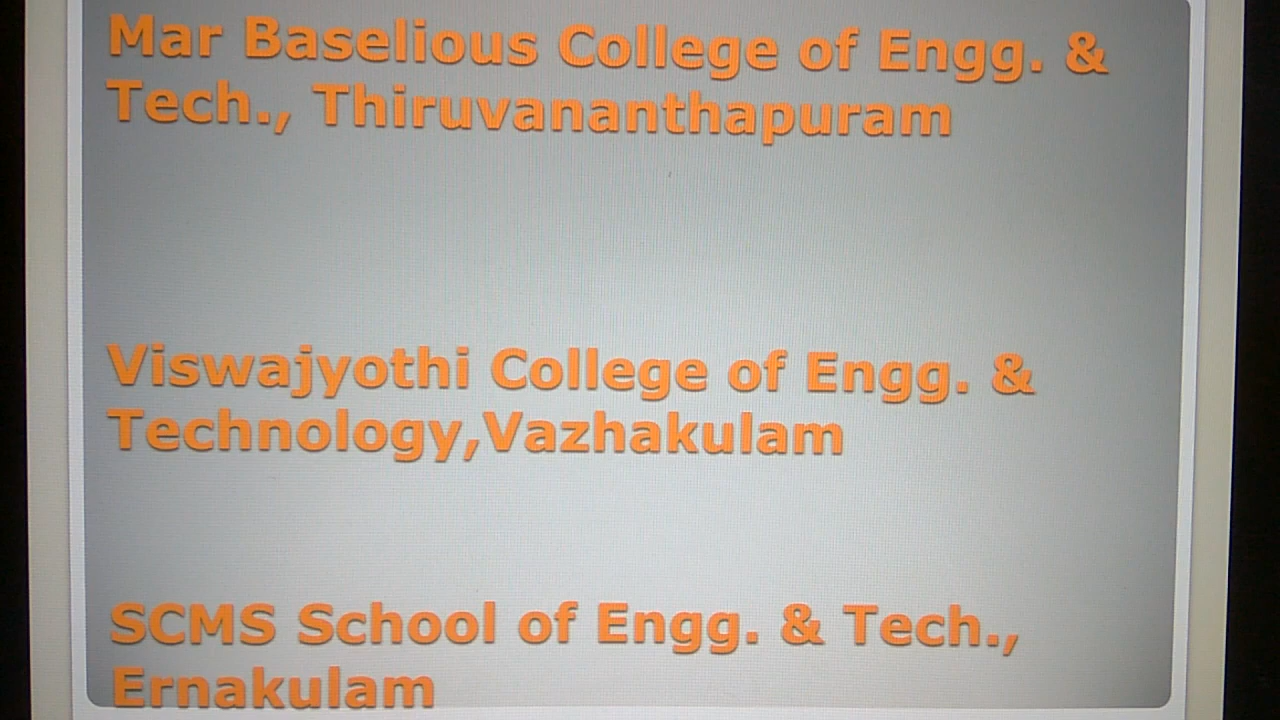 Mar Baselious College of Engg. &
Tech., Thiruvananthapuram
Viswajyothi College of Engg. &
Technology,Vazhakulam
SCMS School of Engg. & Tech.,
Ernakulam